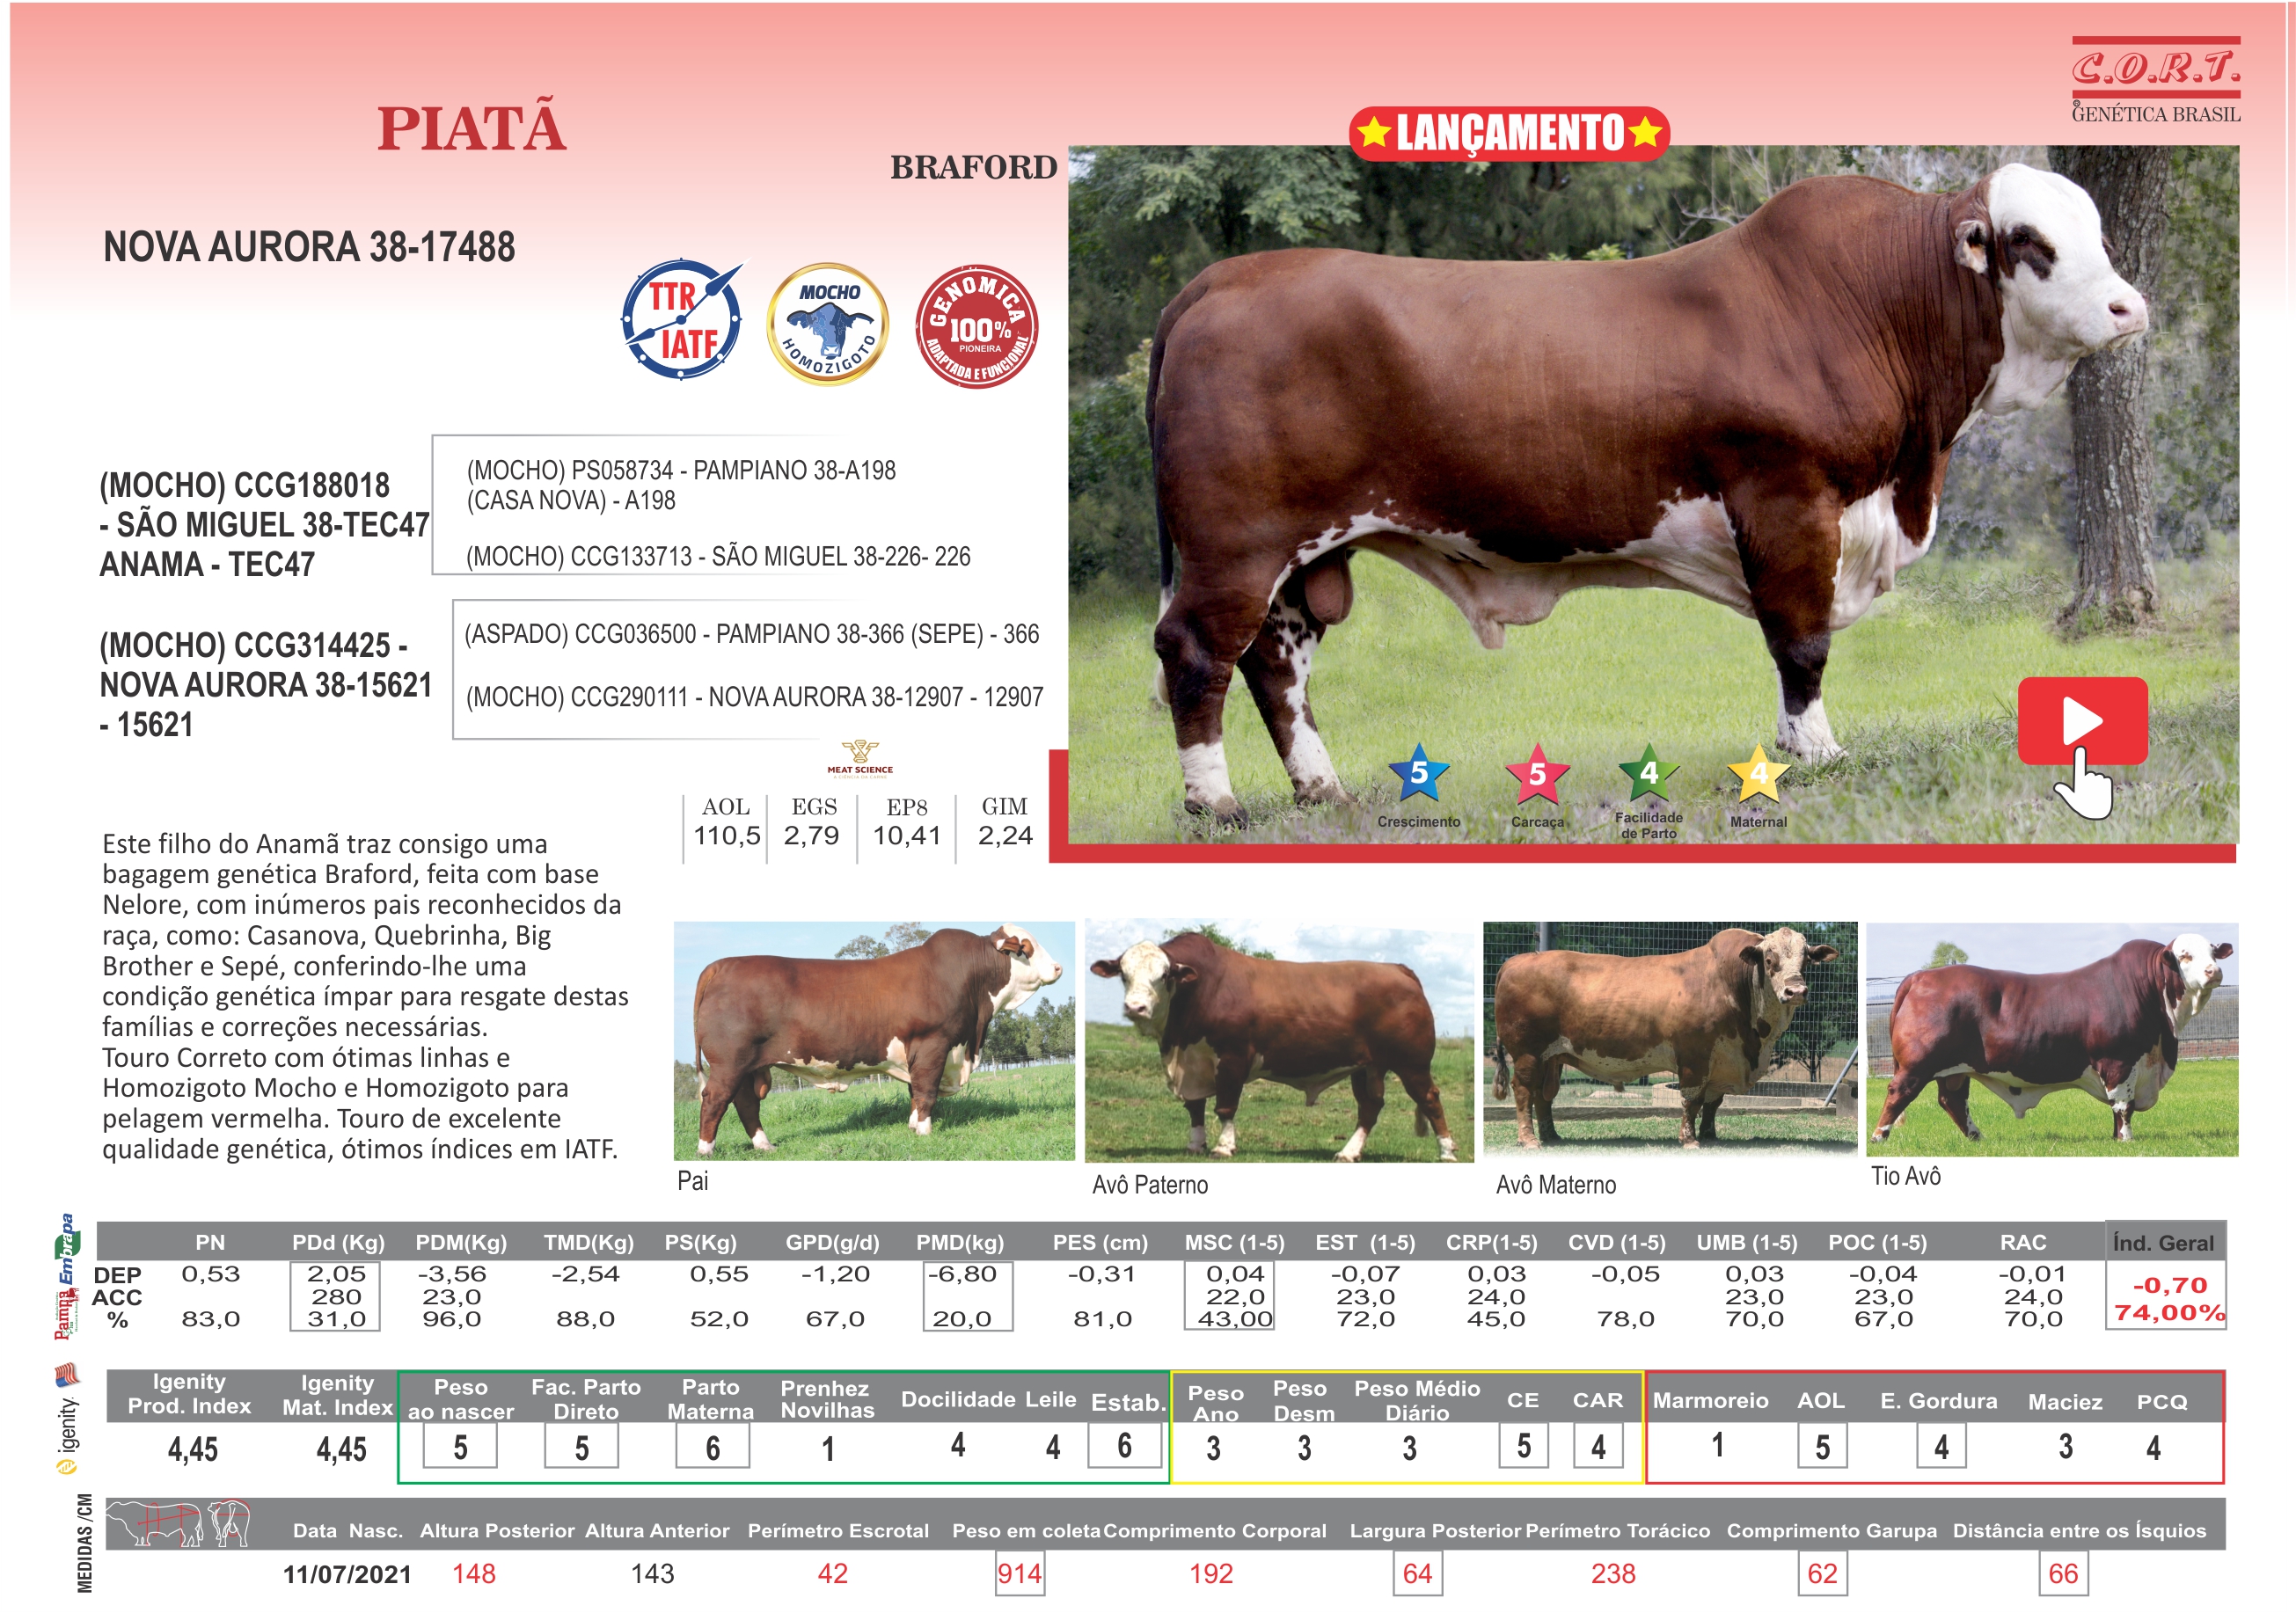 C.O.R.T.
GENÉTICA BRASIL
PIATÃ
LANÇAMENTO
BRAFORD
NOVA AURORA 38-17488
TTR
IATF
MOCHO
HOMOZIGOTO
GENOMICA
100%
PIONEIRA
ADAPTADA E FUNCIONAL
(MOCHO) CCG188018
- SÃO MIGUEL 38-TEC47
ANAMA - TEC47
(MOCHO) PS058734 - PAMPIANO 38-A198
(CASA NOVA) - A198
(MOCHO) CCG133713 - SÃO MIGUEL 38-226- 226
(MOCHO) CCG314425 -
NOVA AURORA 38-15621
- 15621
(ASPADO) CCG036500 - PAMPIANO 38-366 (SEPE) - 366
(MOCHO) CCG290111 - NOVA AURORA 38-12907 - 12907
MEAT SCIENCE
A CIÊNCIA DA CARNE
AOL EGS EP8 GIM
110,5 2,79 10,41 2,24
5 5 4 4
Crescimento Carcaça Facilidade de Parto Maternal
Este filho do Anamã traz consigo uma
bagagem genética Braford, feita com base
Nelore, com inúmeros pais reconhecidos da
raça, como: Casanova, Quebrinha, Big
Brother e Sepé, conferindo-lhe uma
condição genética ímpar para resgate destas
famílias e correções necessárias.
Touro Correto com ótimas linhas e
Homozigoto Mocho e Homozigoto para
pelagem vermelha. Touro de excelente
qualidade genética, ótimos índices em IATF.
Pai Avô Paterno Avô Materno Tio Avô
Pampa Embrapa
PN PDd (Kg) PDM(Kg) TMD(Kg) PS(Kg) GPD(g/d) PMD(kg) PES (cm) MSC (1-5) EST (1-5) CRP(1-5) CVD (1-5) UMB (1-5) POC (1-5) RAC Índ. Geral
DEP 0,53 2,05 -3,56 -2,54 0,55 -1,20 -6,80 -0,31 0,04 -0,07 0,03 -0,05 0,03 -0,04 -0,01 -0,70
ACC 280 23,0 22,0 23,0 24,0 23,0 23,0 24,0
% 83,0 31,0 96,0 88,0 52,0 67,0 20,0 81,0 43,00 72,0 45,0 78,0 70,0 67,0 70,0 74,00%
igenity
Igenity Prod. Index Igenity Mat. Index Peso ao nascer Fac. Parto Direto Parto Materna Prenhez Novilhas Docilidade Leile Estab. Peso Ano Peso Desm Peso Médio Diário CE CAR Marmoreio AOL E. Gordura Maciez PCQ
4,45 4,45 5 5 6 1 4 4 6 3 3 3 5 4 1 5 4 3 4
MEDIDAS /CM
Data Nasc. Altura Posterior Altura Anterior Perímetro Escrotal Peso em coleta Comprimento Corporal Largura Posterior Perímetro Torácico Comprimento Garupa Distância entre os Ísquios
11/07/2021 148 143 42 914 192 64 238 62 66